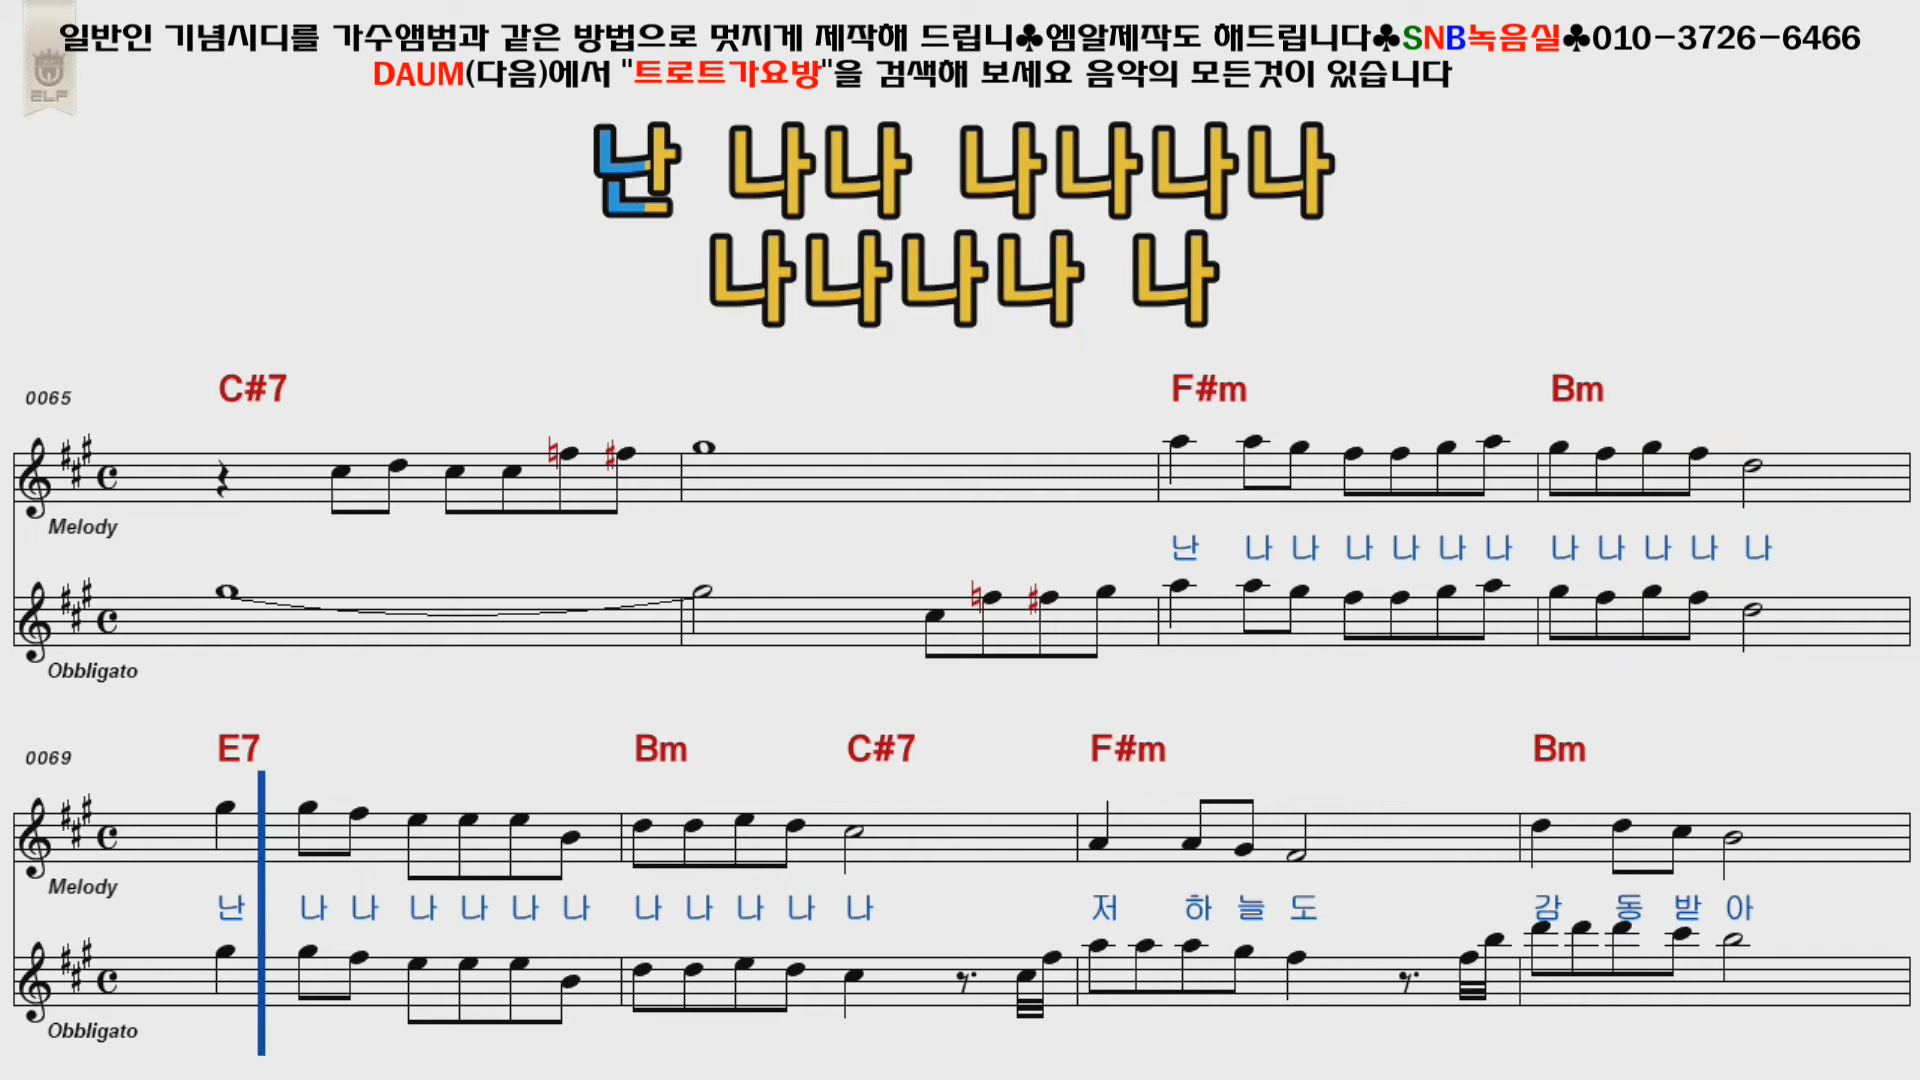 일반인 기념시디를 가수앨범과 같은 방법으로 멋지게 제작해 드립니♣엠알제작도 해드립니다♣SNB녹음실♣010-3726-6466
DAUM(다음)에서 "트로트가요방"을 검색해 보세요 음악의 모든것이 있습니다
ELF
난 나나 나나나나
나나나나 나
0065 C#7 F#m Bm
Melody
난 나 나 나 나 나 나 나 나 나 나 나
Obbligato
0069 E7 Bm C#7 F#m Bm
Melody
난 나 나 나 나 나 나 나 나 나 나 나 저 하 늘 도 감 동 받 아
Obbligato